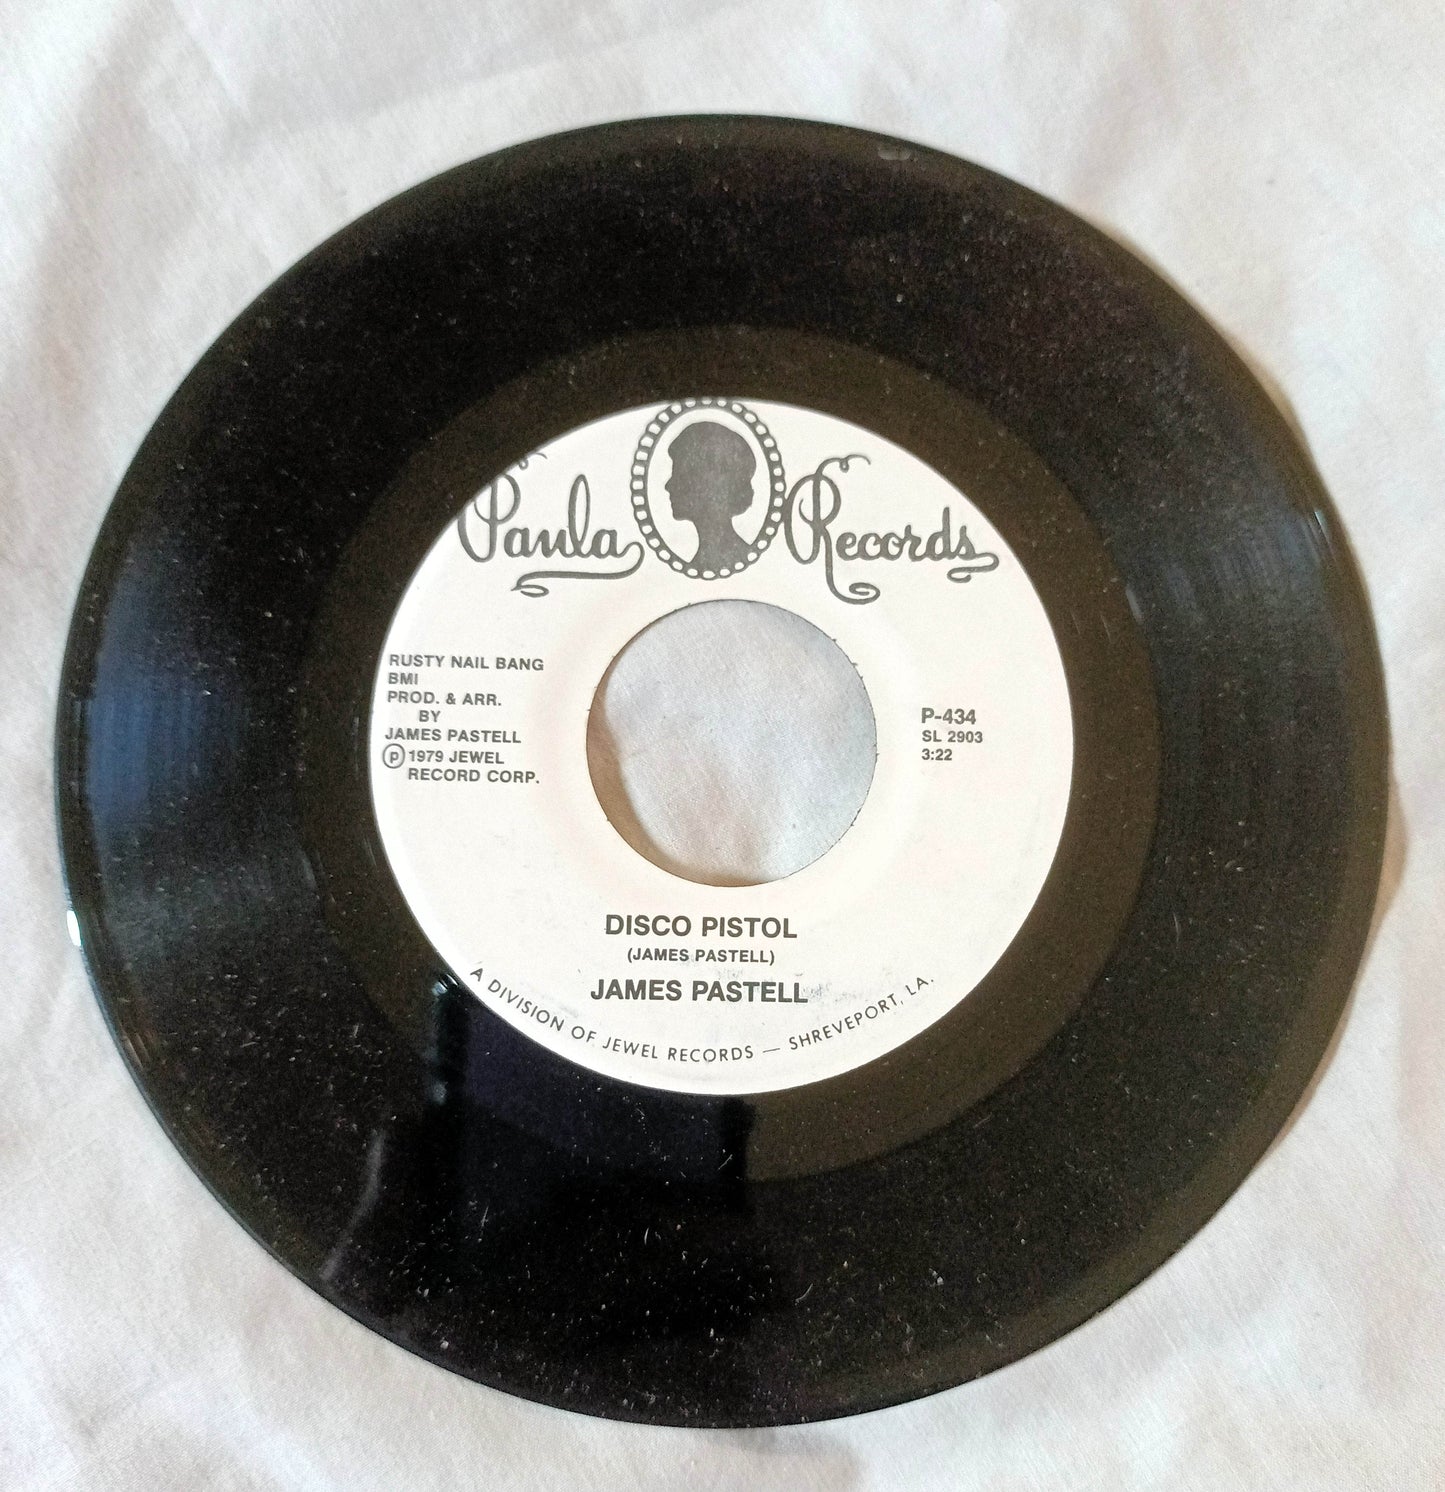 Paula Records
RUSTY NAIL BANG
BMI
PROD. & ARR.
BY
JAMES PASTELL
Ⓟ 1979 JEWEL
RECORD CORP.
P-434
SL 2903
3:22
DISCO PISTOL
(JAMES PASTELL)
JAMES PASTELL
A DIVISION OF JEWEL RECORDS — SHREVEPORT, LA.